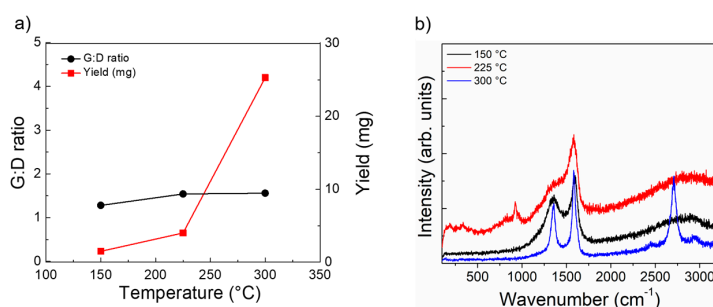 a)
G:D ratio
Yield (mg)
5
4
3
2
1
0
30
20
10
0
100 150 200 250 300 350
G:D ratio
Yield (mg)
Temperature (°C)
b)
150 °C
225 °C
300 °C
Intensity (arb. units)
500 1000 1500 2000 2500 3000
Wavenumber (cm-1)